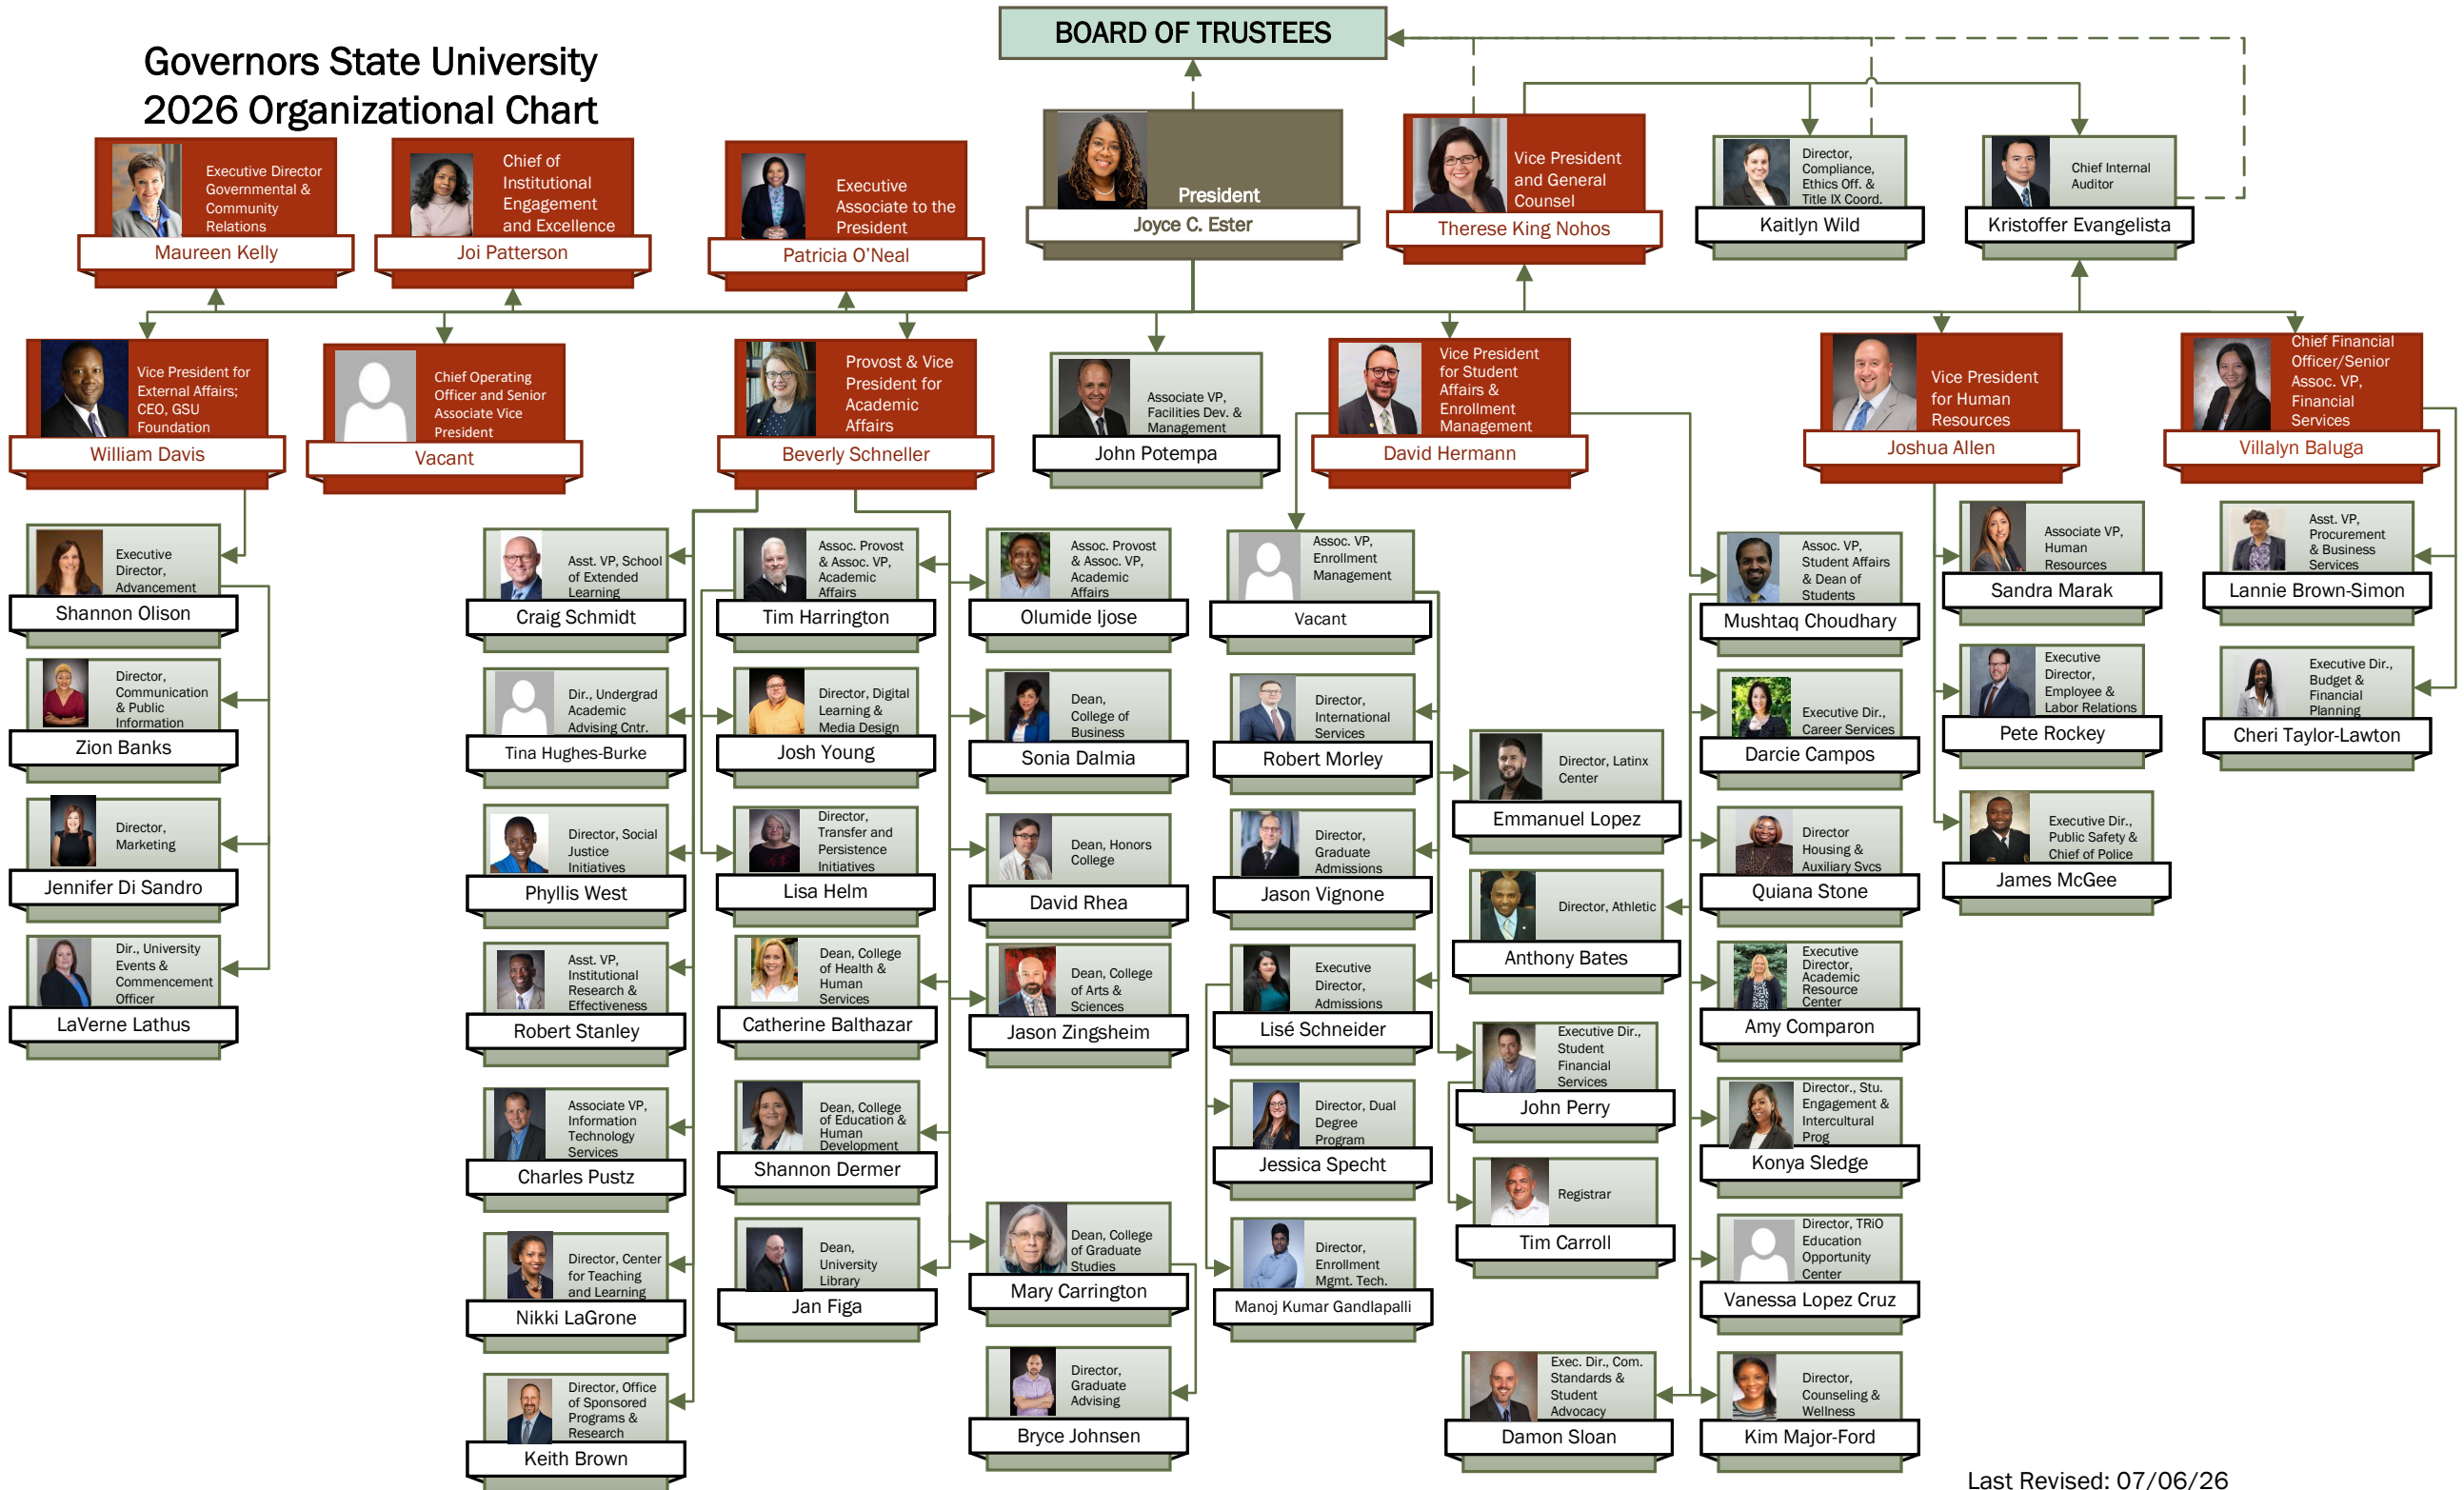 BOARD OF TRUSTEES
Governors State University
2026 Organizational Chart
Executive Director
Governmental &
Community
Relations
Maureen Kelly
Chief of
Institutional
Engagement
and Excellence
Joi Patterson
Executive
Associate to the
President
Patricia O’Neal
President
Joyce C. Ester
Vice President
and General
Counsel
Therese King Nohos
Director,
Compliance,
Ethics Off. &
Title IX Coord.
Kaitlyn Wild
Chief Internal
Auditor
Kristoffer Evangelista
Vice President for
External Affairs;
CEO, GSU
Foundation
William Davis
Chief Operating
Officer and Senior
Associate Vice
President
Vacant
Provost & Vice
President for
Academic
Affairs
Beverly Schneller
Associate VP,
Facilities Dev. &
Management
John Potempa
Vice President
for Student
Affairs &
Enrollment
Management
David Hermann
Vice President
for Human
Resources
Joshua Allen
Chief Financial
Officer/Senior
Assoc. VP,
Financial
Services
Villalyn Baluga
Executive
Director,
Advancement
Shannon Olison
Director,
Communication
& Public
Information
Zion Banks
Director,
Marketing
Jennifer Di Sandro
Dir., University
Events &
Commencement
Officer
LaVerne Lathus
Asst. VP, School
of Extended
Learning
Craig Schmidt
Dir., Undergrad
Academic
Advising Cntr.
Tina Hughes-Burke
Director, Social
Justice
Initiatives
Phyllis West
Asst. VP,
Institutional
Research &
Effectiveness
Robert Stanley
Associate VP,
Information
Technology
Services
Charles Pustz
Director, Center
for Teaching
and Learning
Nikki LaGrone
Director, Office
of Sponsored
Programs &
Research
Keith Brown
Assoc. Provost
& Assoc. VP,
Academic
Affairs
Tim Harrington
Director, Digital
Learning &
Media Design
Josh Young
Director,
Transfer and
Persistence
Initiatives
Lisa Helm
Dean, College
of Health &
Human
Services
Catherine Balthazar
Dean, College
of Education &
Human
Development
Shannon Dermer
Dean,
University
Library
Jan Figa
Assoc. Provost
& Assoc. VP,
Academic
Affairs
Olumide Ijose
Dean,
College of
Business
Sonia Dalmia
Dean, Honors
College
David Rhea
Dean, College
of Arts &
Sciences
Jason Zingsheim
Dean, College
of Graduate
Studies
Mary Carrington
Director,
Graduate
Advising
Bryce Johnsen
Assoc. VP,
Enrollment
Management
Vacant
Director,
International
Services
Robert Morley
Director,
Graduate
Admissions
Jason Vignone
Executive
Director,
Admissions
Lisé Schneider
Director, Dual
Degree
Program
Jessica Specht
Director,
Enrollment
Mgmt. Tech.
Manoj Kumar Gandlapalli
Director, Latinx
Center
Emmanuel Lopez
Director, Athletic
Anthony Bates
Executive Dir.,
Student
Financial
Services
John Perry
Registrar
Tim Carroll
Exec. Dir., Com.
Standards &
Student
Advocacy
Damon Sloan
Assoc. VP,
Student Affairs
& Dean of
Students
Mushtaq Choudhary
Executive Dir.,
Career Services
Darcie Campos
Director
Housing &
Auxiliary Svcs
Quiana Stone
Executive
Director,
Academic
Resource
Center
Amy Comparon
Director., Stu.
Engagement &
Intercultural
Prog
Konya Sledge
Director, TRiO
Education
Opportunity
Center
Vanessa Lopez Cruz
Director,
Counseling &
Wellness
Kim Major-Ford
Associate VP,
Human
Resources
Sandra Marak
Executive
Director,
Employee &
Labor Relations
Pete Rockey
Executive Dir.,
Public Safety &
Chief of Police
James McGee
Asst. VP,
Procurement
& Business
Services
Lannie Brown-Simon
Executive Dir.,
Budget &
Financial
Planning
Cheri Taylor-Lawton
Last Revised: 07/06/26